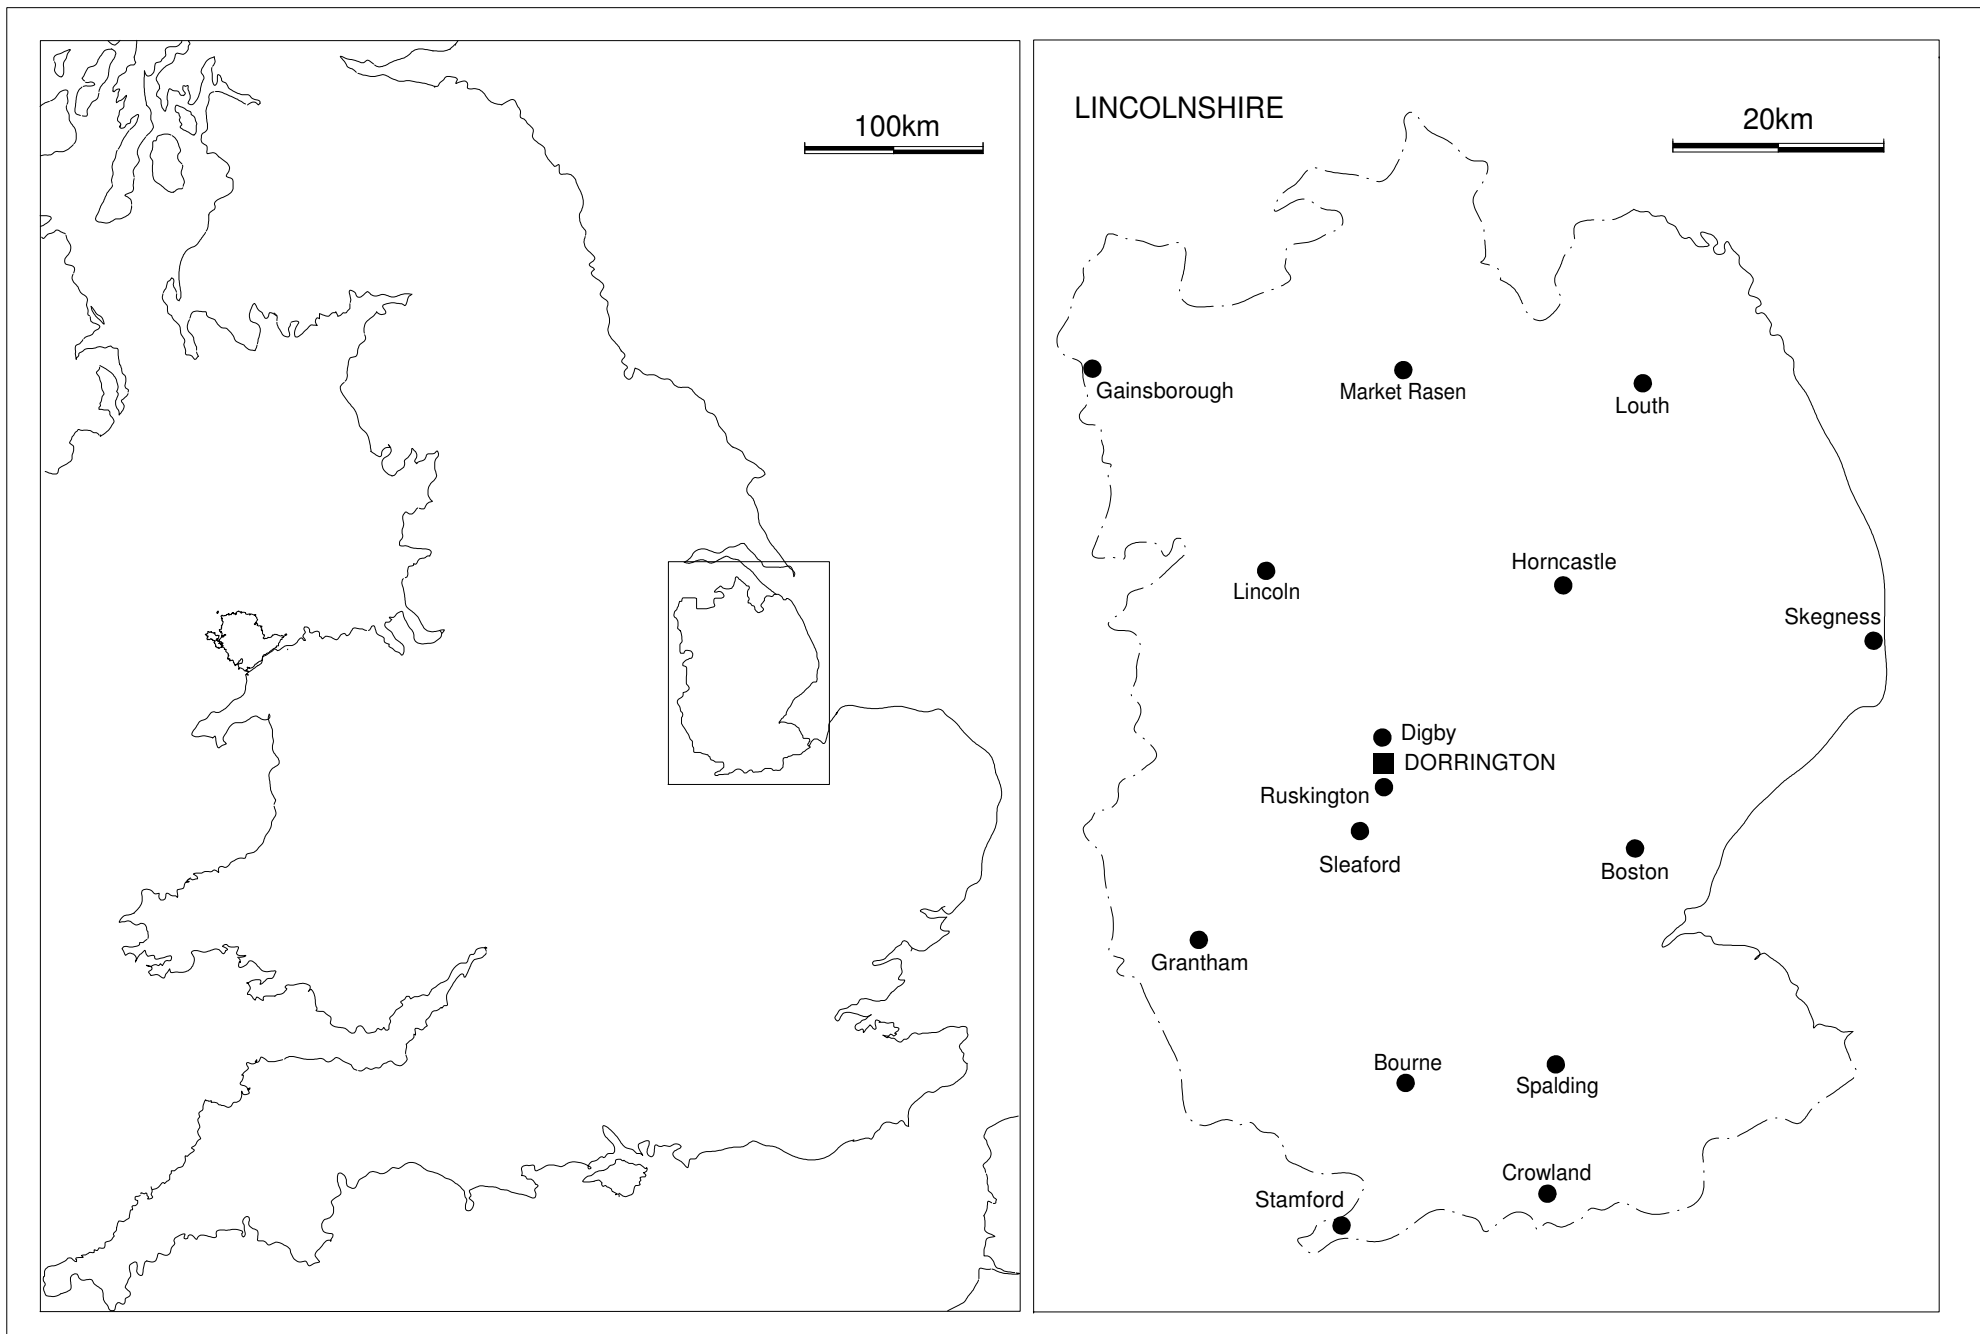 100km
LINCOLNSHIRE
20km
Gainsborough
Market Rasen
Louth
Lincoln
Horncastle
Skegness
Digby
DORRINGTON
Ruskington
Sleaford
Boston
Grantham
Bourne
Spalding
Crowland
Stamford